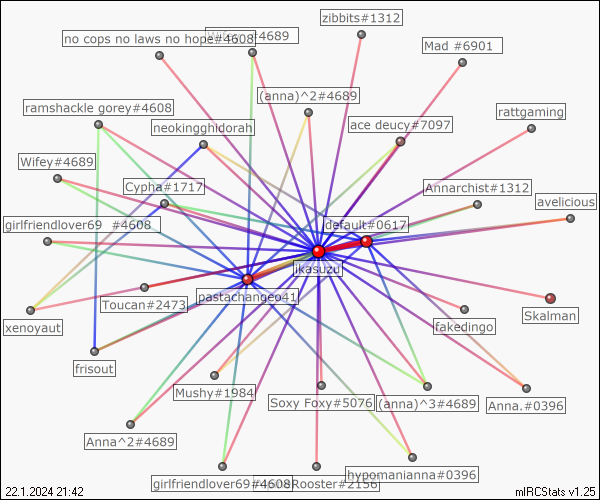 zibbits#1312
#4689
no cops no laws no hope#4608
Mad #6901
(anna)^2#4689
ramshackle gorey#4608
rattgaming
neokingghidorah
ace deucy#7097
Wifey#4689
Cypha#1717
Annarchist#1312
avelicious
girlfriendlover69 #4608
default#0617
jikasuzu
pastachangeo41
Toucan#2473
Skalman
xenoyaut
fakedingo
frisout
Mushy#1984
Soxy Foxy#5076
(anna)^3#4689
Anna.#0396
Anna^2#4689
hypomanianna#0396
girlfriendlover69#4608
Rooster#2156
22.1.2024 21:42
mIRCStats v1.25